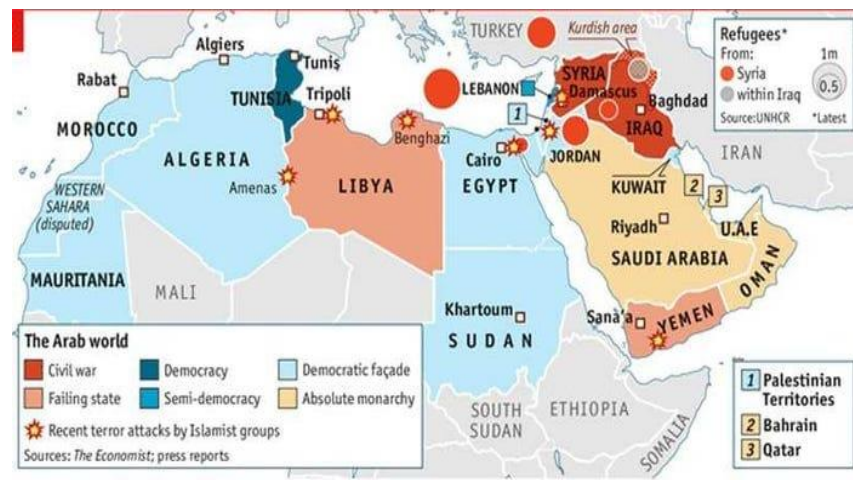 TURKEY
Kurdish area
Refugees*
From:
Syria
within Iraq
1m
0.5
Source:UNHCR
*Latest
Algiers
Tunis
Rabat
TUNISIA
Tripoli
LEBANON
SYRIA
Damascus
Baghdad
MOROCCO
1
IRAQ
Benghazi
IRAN
ALGERIA
Cairo
JORDAN
Amenas
LIBYA
EGYPT
KUWAIT
2
3
WESTERN
SAHARA
(disputed)
Riyadh
U.A.E
SAUDI ARABIA
OMAN
MAURITANIA
MALI
Khartoum
SUDAN
Sana'a
YEMEN
The Arab world
Civil war
Democracy
Democratic façade
Failing state
Semi-democracy
Absolute monarchy
Recent terror attacks by Islamist groups
Sources: The Economist; press reports
SOUTH
SUDAN
ETHIOPIA
SOMALIA
1 Palestinian
Territories
2 Bahrain
3 Qatar